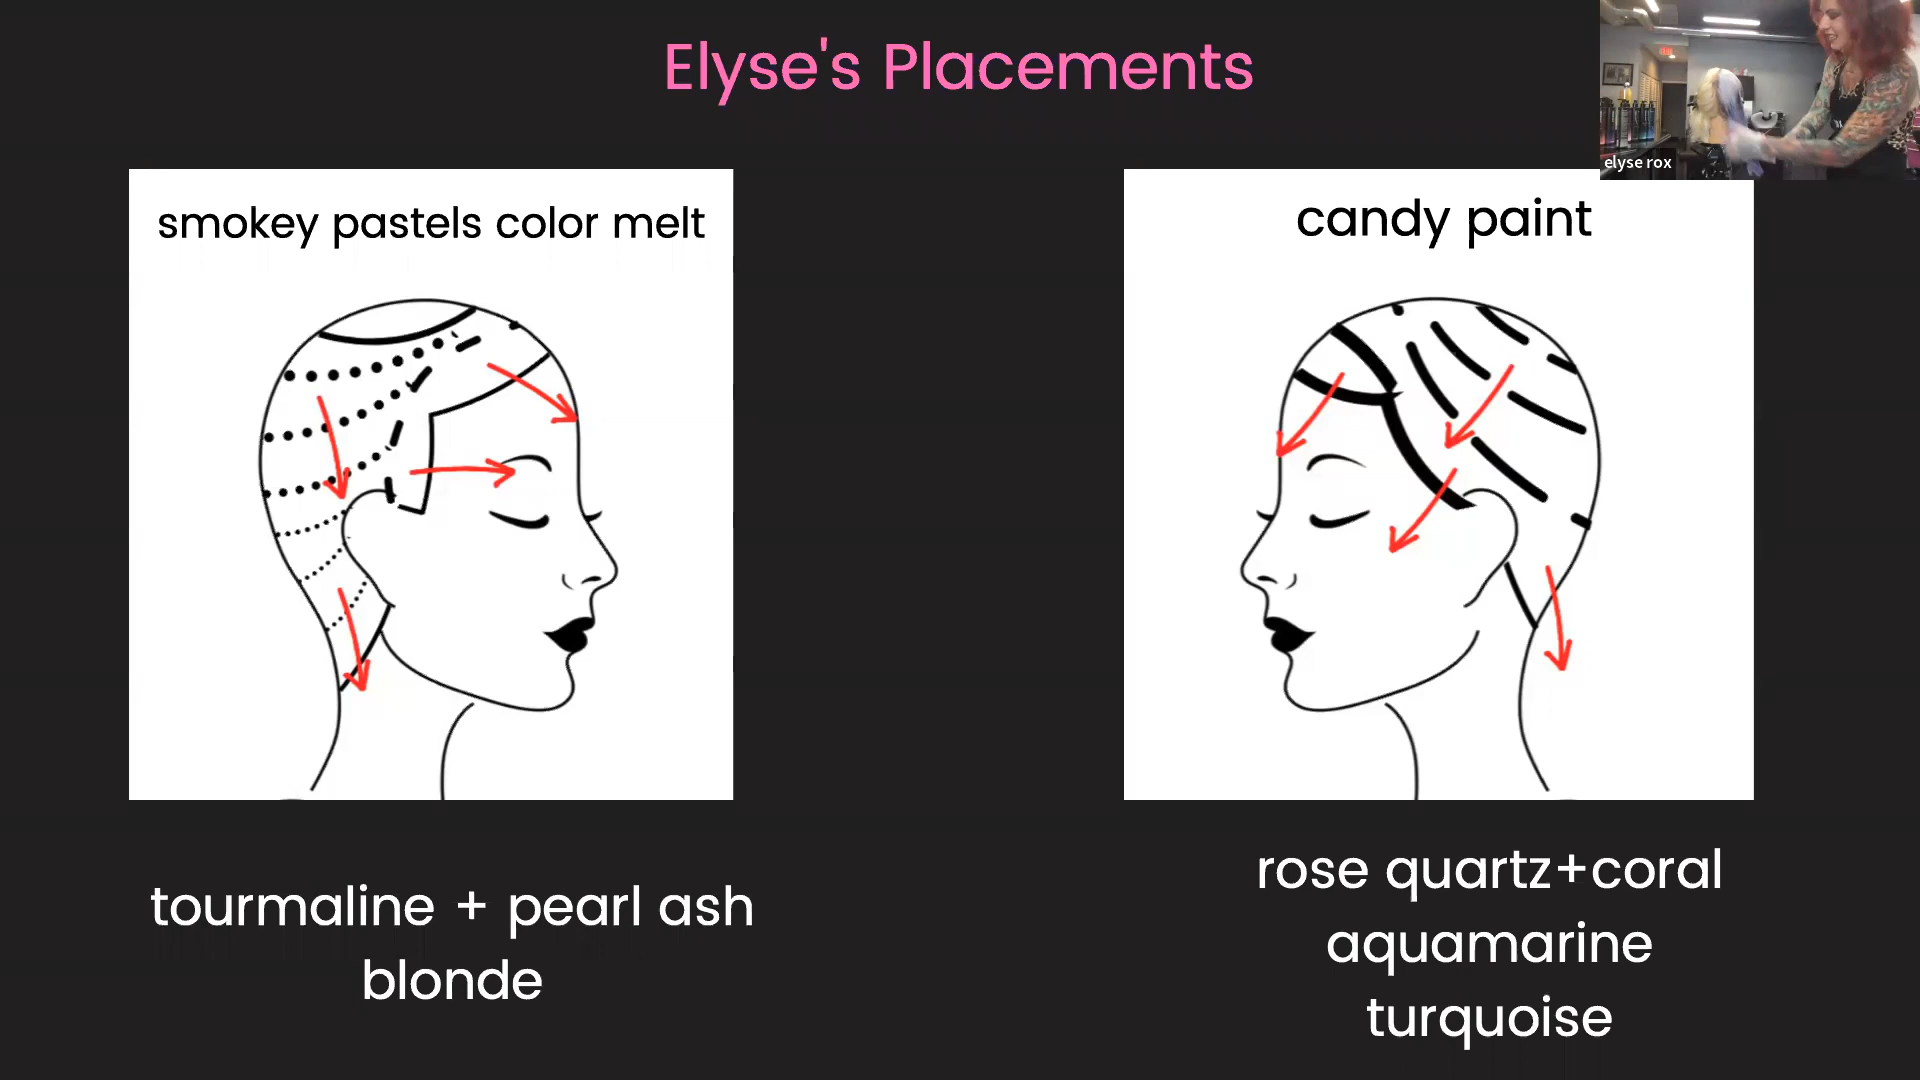 Elyse's Placements
elyse rox
smokey pastels color melt
candy paint
tourmaline + pearl ash
blonde
rose quartz+coral
aquamarine
turquoise